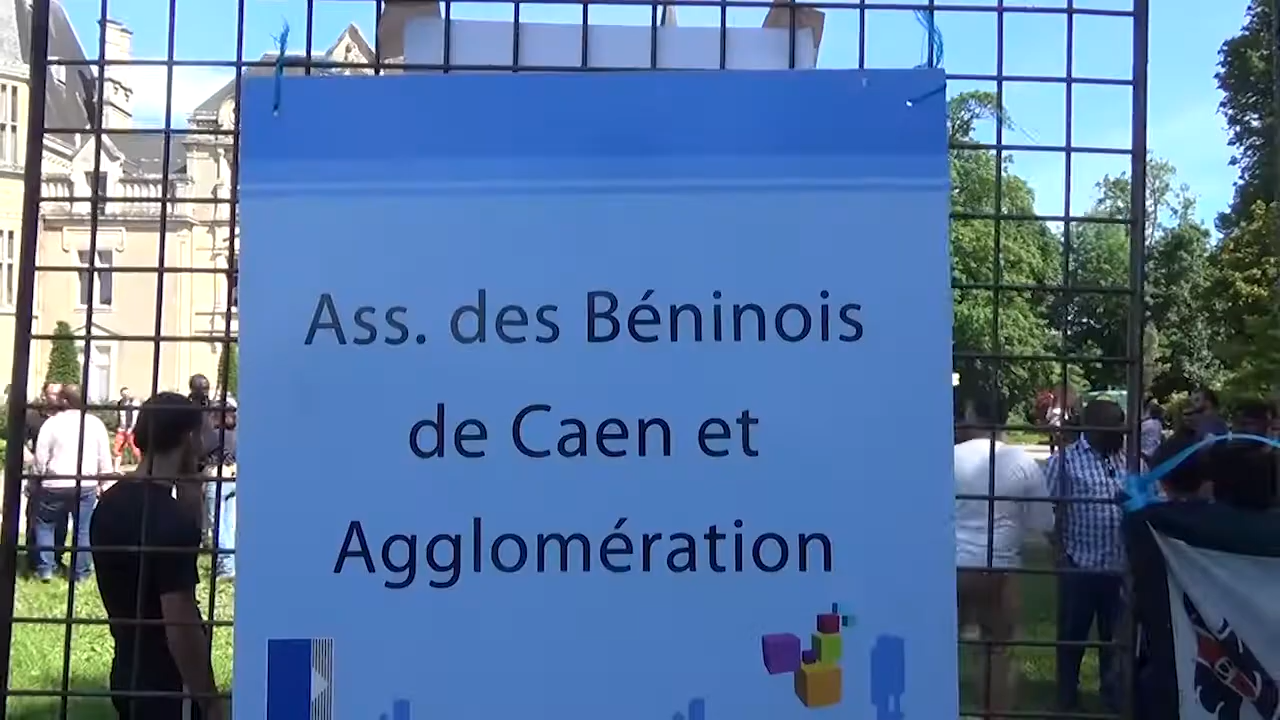 Ass. des Béninois
de Caen et
Agglomération